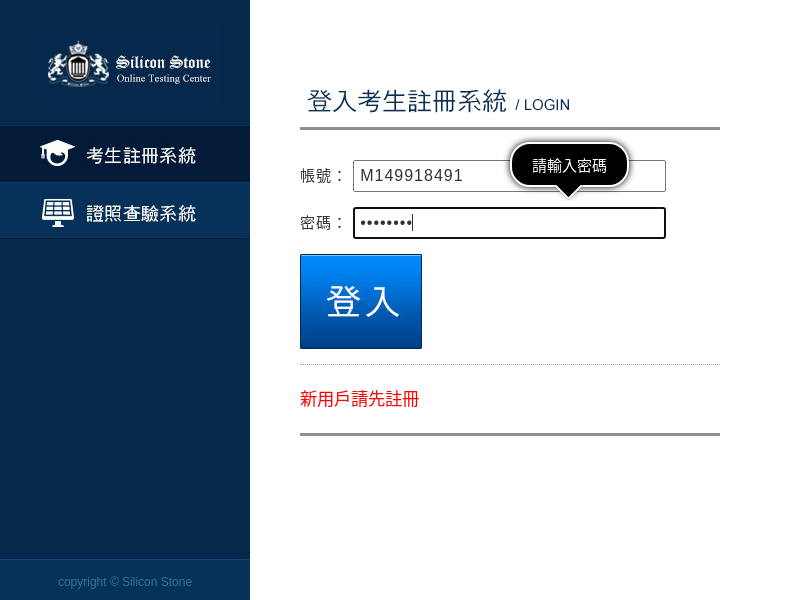 Silicon Stone
Online Testing Center
考生註冊系統
證照查驗系統
登入考生註冊系統 / LOGIN
請輸入密碼
帳號： M149918491
密碼： ••••••••
登入
新用戶請先註冊
copyright © Silicon Stone